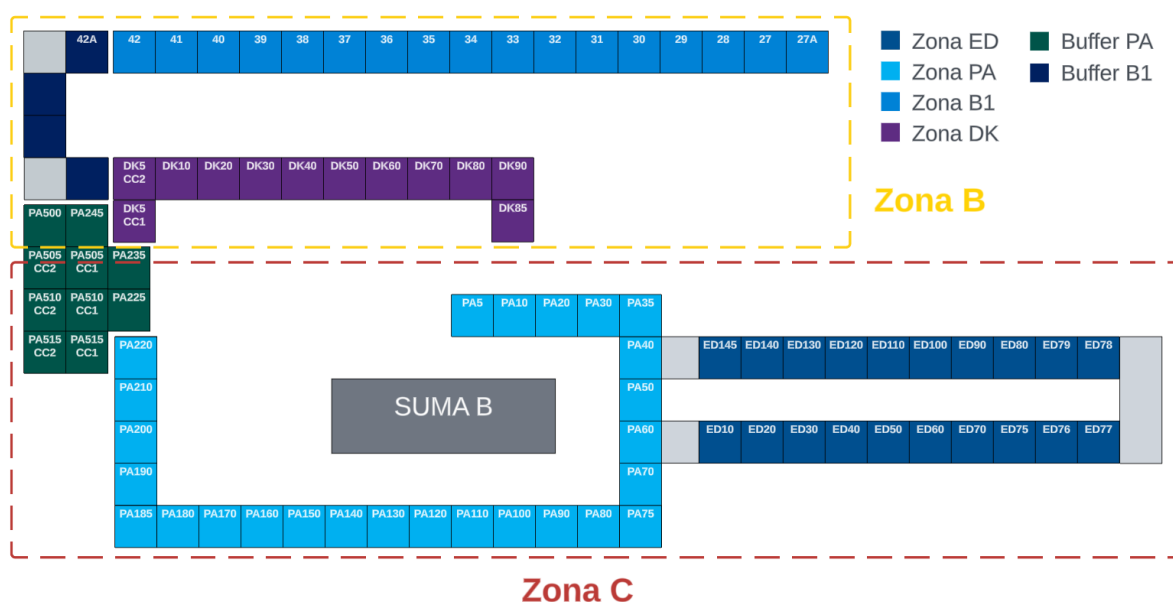 42A 42 41 40 39 38 37 36 35 34 33 32 31 30 29 28 27 27A
Zona ED
Buffer PA
Zona PA
Buffer B1
Zona B1
Zona DK
DK5
CC2
DK10 DK20 DK30 DK40 DK50 DK60 DK70 DK80 DK90
DK5
CC1
DK85
Zona B
PA500 PA245
PA505
CC2
PA505
CC1
PA235
PA510
CC2
PA510
CC1
PA225
PA515
CC2
PA515
CC1
PA5 PA10 PA20 PA30 PA35
PA220
PA40
ED145 ED140 ED130 ED120 ED110 ED100 ED90 ED80 ED79 ED78
PA210
SUMA B
PA50
PA200
PA60
ED10 ED20 ED30 ED40 ED50 ED60 ED70 ED75 ED76 ED77
PA190
PA70
PA185 PA180 PA170 PA160 PA150 PA140 PA130 PA120 PA110 PA100 PA90 PA80 PA75
Zona C